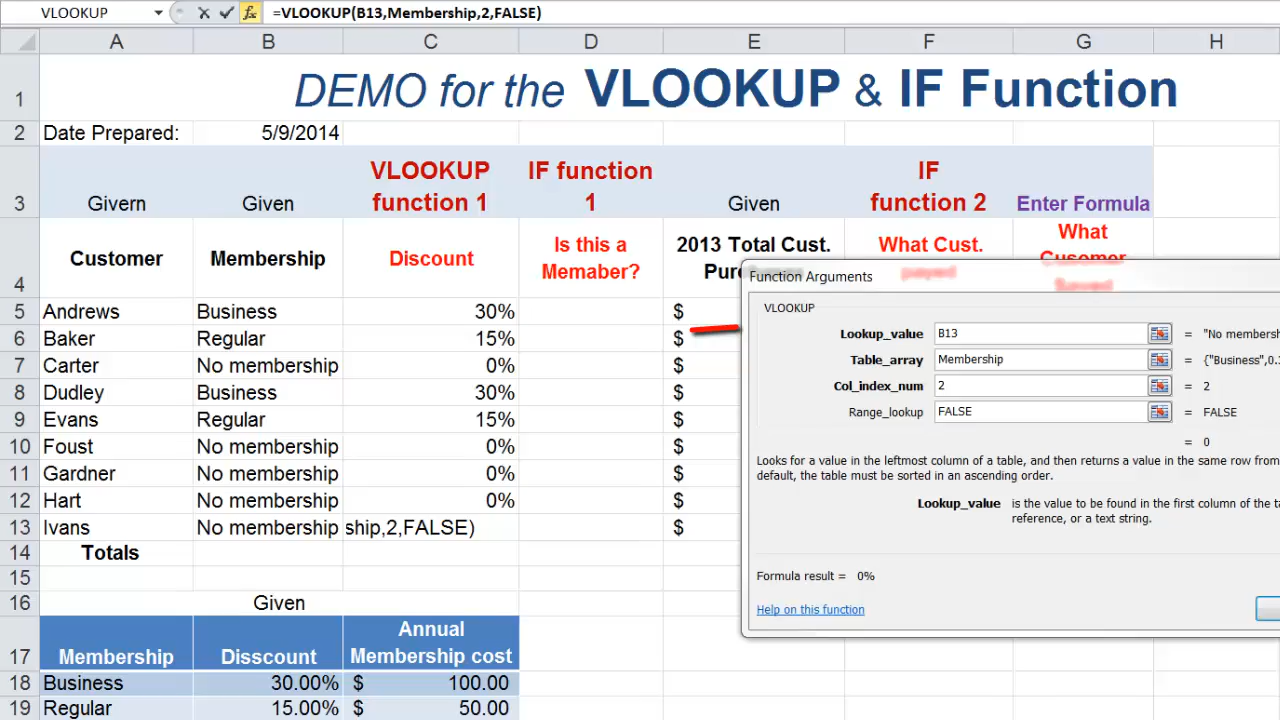 VLOOKUP =VLOOKUP(B13,Membership,2,FALSE)
A B C D E F G H
1 DEMO for the VLOOKUP & IF Function
2 Date Prepared: 5/9/2014
VLOOKUP IF function IF
3 Givern Given function 1 1 Given function 2 Enter Formula
Is this a 2013 Total Cust. What Cust. What
4 Customer Membership Discount Memaber? payed Cusomer
Saved
Function Arguments
5 Andrews Business 30% $
6 Baker Regular 15% $
7 Carter No membership 0% $
8 Dudley Business 30% $
9 Evans Regular 15% $
10 Foust No membership 0% $
11 Gardner No membership 0% $
12 Hart No membership 0% $
13 Ivans No membership ship,2,FALSE) $
14 Totals
15
16 Given
Annual
17 Membership Disscount Membership cost
18 Business 30.00% $ 100.00
19 Regular 15.00% $ 50.00
VLOOKUP
Lookup_value B13 = "No membersh
Table_array Membership = {"Business",0.
Col_index_num 2 = 2
Range_lookup FALSE = FALSE
= 0
Looks for a value in the leftmost column of a table, and then returns a value in the same row from
default, the table must be sorted in an ascending order.
Lookup_value is the value to be found in the first column of the ta
reference, or a text string.
Formula result = 0%
Help on this function